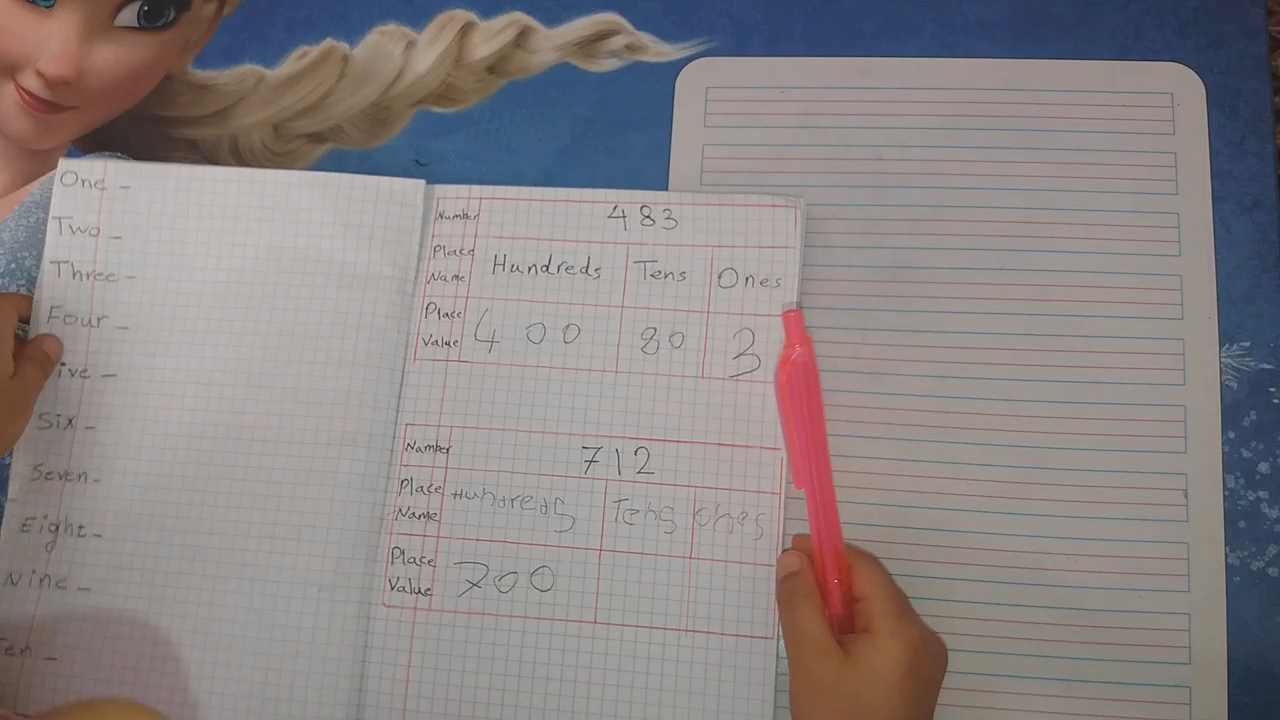 One -
Two -
Three -
Four -
ive -
Six -
Seven -
Eight -
Nine -
Ten -
Number 483
Place Name Hundreds Tens Ones
Place Value 400 80 3
Number 712
Place Name Hundreds Tens Ones
Place Value 700